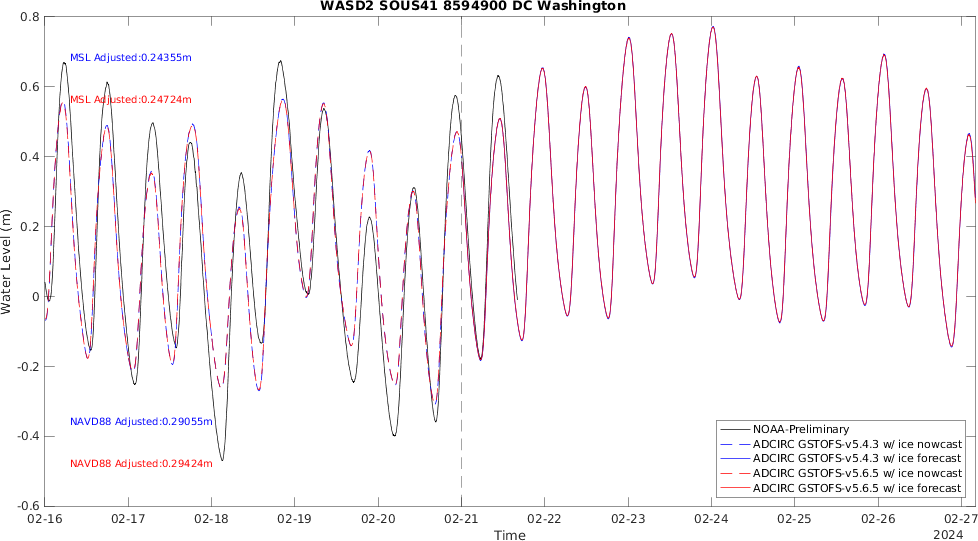 WASD2 SOUS41 8594900 DC Washington
0.8
0.6
0.4
0.2
0
-0.2
-0.4
-0.6
Water Level (m)
MSL Adjusted:0.24355m
MSL Adjusted:0.24724m
NAVD88 Adjusted:0.29055m
NAVD88 Adjusted:0.29424m
NOAA-Preliminary
ADCIRC GSTOFS-v5.4.3 w/ ice nowcast
ADCIRC GSTOFS-v5.4.3 w/ ice forecast
ADCIRC GSTOFS-v5.6.5 w/ ice nowcast
ADCIRC GSTOFS-v5.6.5 w/ ice forecast
02-16 02-17 02-18 02-19 02-20 02-21 02-22 02-23 02-24 02-25 02-26 02-27
Time
2024